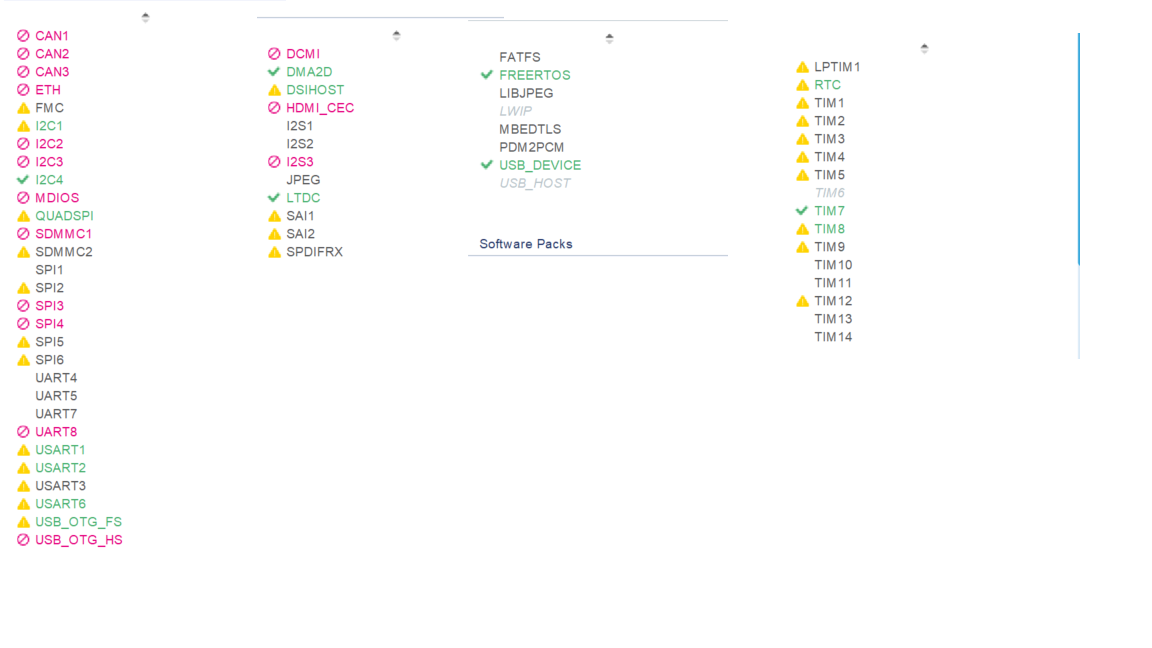 CAN1
CAN2
CAN3
ETH
FMC
I2C1
I2C2
I2C3
I2C4
MDIOS
QUADSPI
SDMMC1
SDMMC2
SPI1
SPI2
SPI3
SPI4
SPI5
SPI6
UART4
UART5
UART7
UART8
USART1
USART2
USART3
USART6
USB_OTG_FS
USB_OTG_HS
DCMI
DMA2D
DSIHOST
HDMI_CEC
I2S1
I2S2
I2S3
JPEG
LTDC
SAI1
SAI2
SPDIFRX
FATFS
FREERTOS
LIBJPEG
LWIP
MBEDTLS
PDM2PCM
USB_DEVICE
USB_HOST
Software Packs
LPTIM1
RTC
TIM1
TIM2
TIM3
TIM4
TIM5
TIM6
TIM7
TIM8
TIM9
TIM10
TIM11
TIM12
TIM13
TIM14